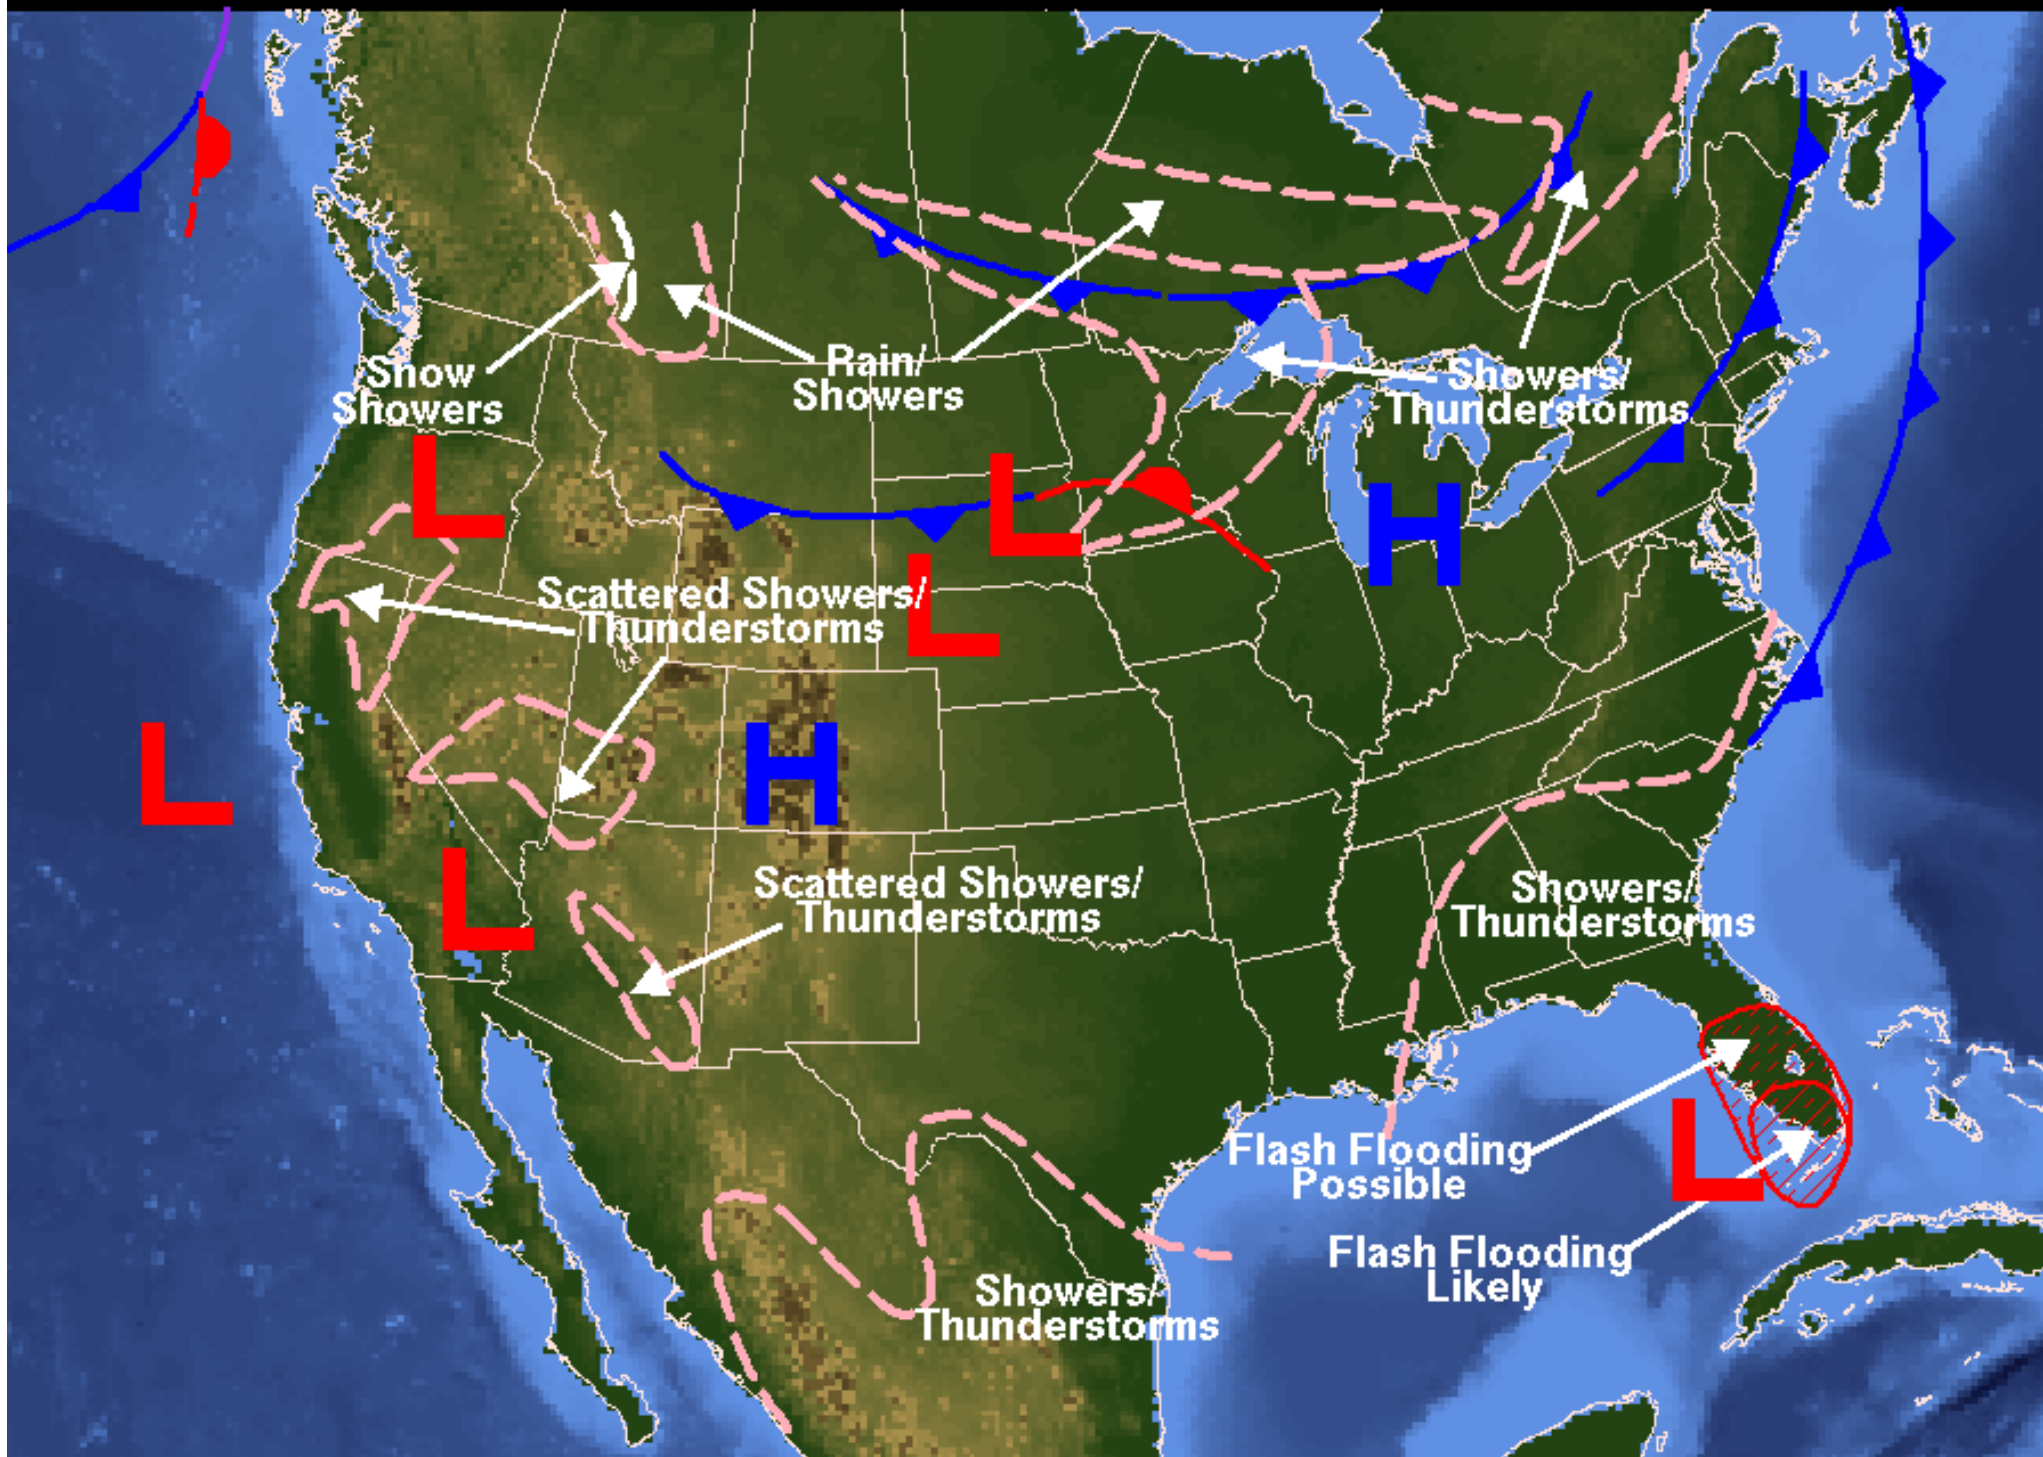 Snow
Showers
Rain/
Showers
Showers/
Thunderstorms
L
L
H
Scattered Showers/
Thunderstorms
L
L
H
L
Scattered Showers/
Thunderstorms
Showers/
Thunderstorms
L
Flash Flooding
Possible
Flash Flooding
Likely
Showers/
Thunderstorms